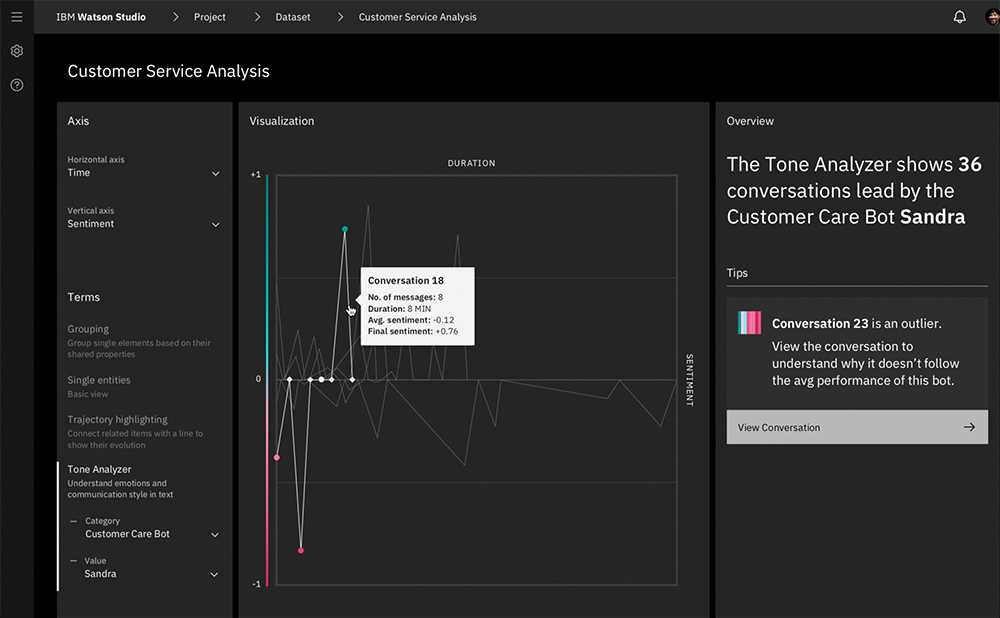 IBM Watson Studio > Project > Dataset > Customer Service Analysis
Customer Service Analysis
Axis
Horizontal axis
Time
Vertical axis
Sentiment
Terms
Grouping
Group single elements based on their
shared properties
Single entities
Basic view
Trajectory highlighting
Connect related items with a line to
show their evolution
Tone Analyzer
Understand emotions and
communication style in text
Category
Customer Care Bot
Value
Sandra
Visualization
DURATION
+1
0
-1
SENTIMENT
Conversation 18
No. of messages: 8
Duration: 8 MIN
Avg. sentiment: -0.12
Final sentiment: +0.76
Overview
The Tone Analyzer shows 36
conversations lead by the
Customer Care Bot Sandra
Tips
Conversation 23 is an outlier.
View the conversation to
understand why it doesn't follow
the avg performance of this bot.
View Conversation